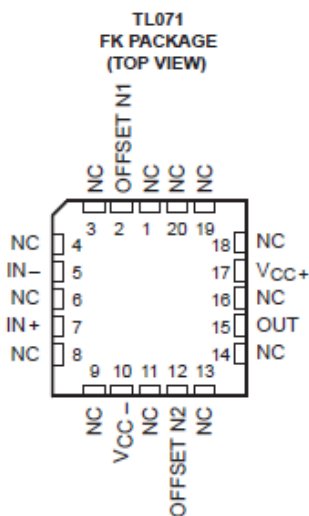 TL071
FK PACKAGE
(TOP VIEW)
NC
OFFSET N1
NC
NC
NC
3 2 1 20 19
NC 4
IN− 5
NC 6
IN+ 7
NC 8
18 NC
17 VCC+
16 NC
15 OUT
14 NC
9 10 11 12 13
NC
VCC−
NC
OFFSET N2
NC